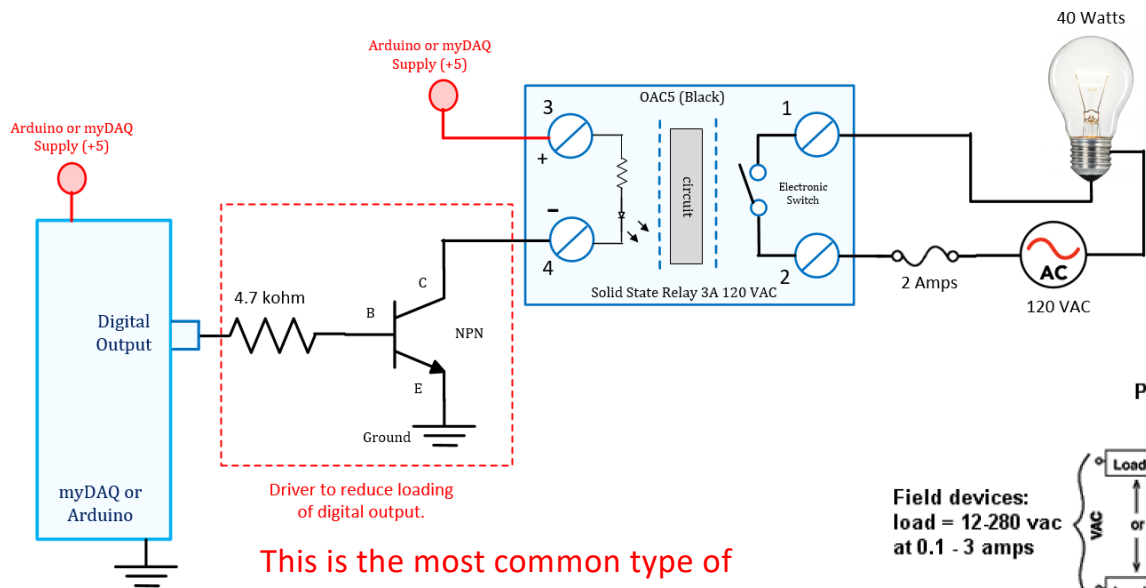 40 Watts
Arduino or myDAQ
Supply (+5)
OAC5 (Black)
3
1
Arduino or myDAQ
Supply (+5)
+
circuit
Electronic
Switch
–
4
2
C
2 Amps
AC
Solid State Relay 3A 120 VAC
120 VAC
4.7 kohm
B
NPN
Digital
Output
E
Ground
P
myDAQ or
Arduino
Driver to reduce loading
of digital output.
Field devices:
load = 12-280 vac
at 0.1 - 3 amps
VAC
Load
or
This is the most common type of